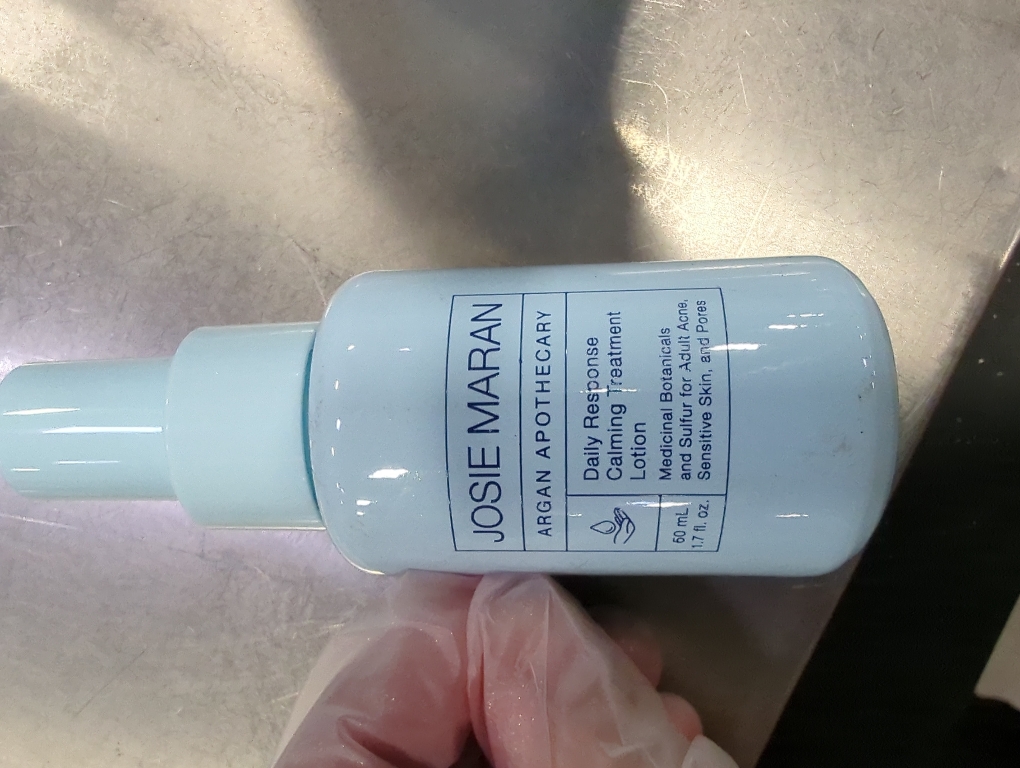 JOSIE MARAN
ARGAN APOTHECARY
Daily Response
Calming Treatment
Lotion
Medicinal Botanicals
and Sulfur for Adult Acne,
Sensitive Skin, and Pores
50 mL
1.7 fl. oz.